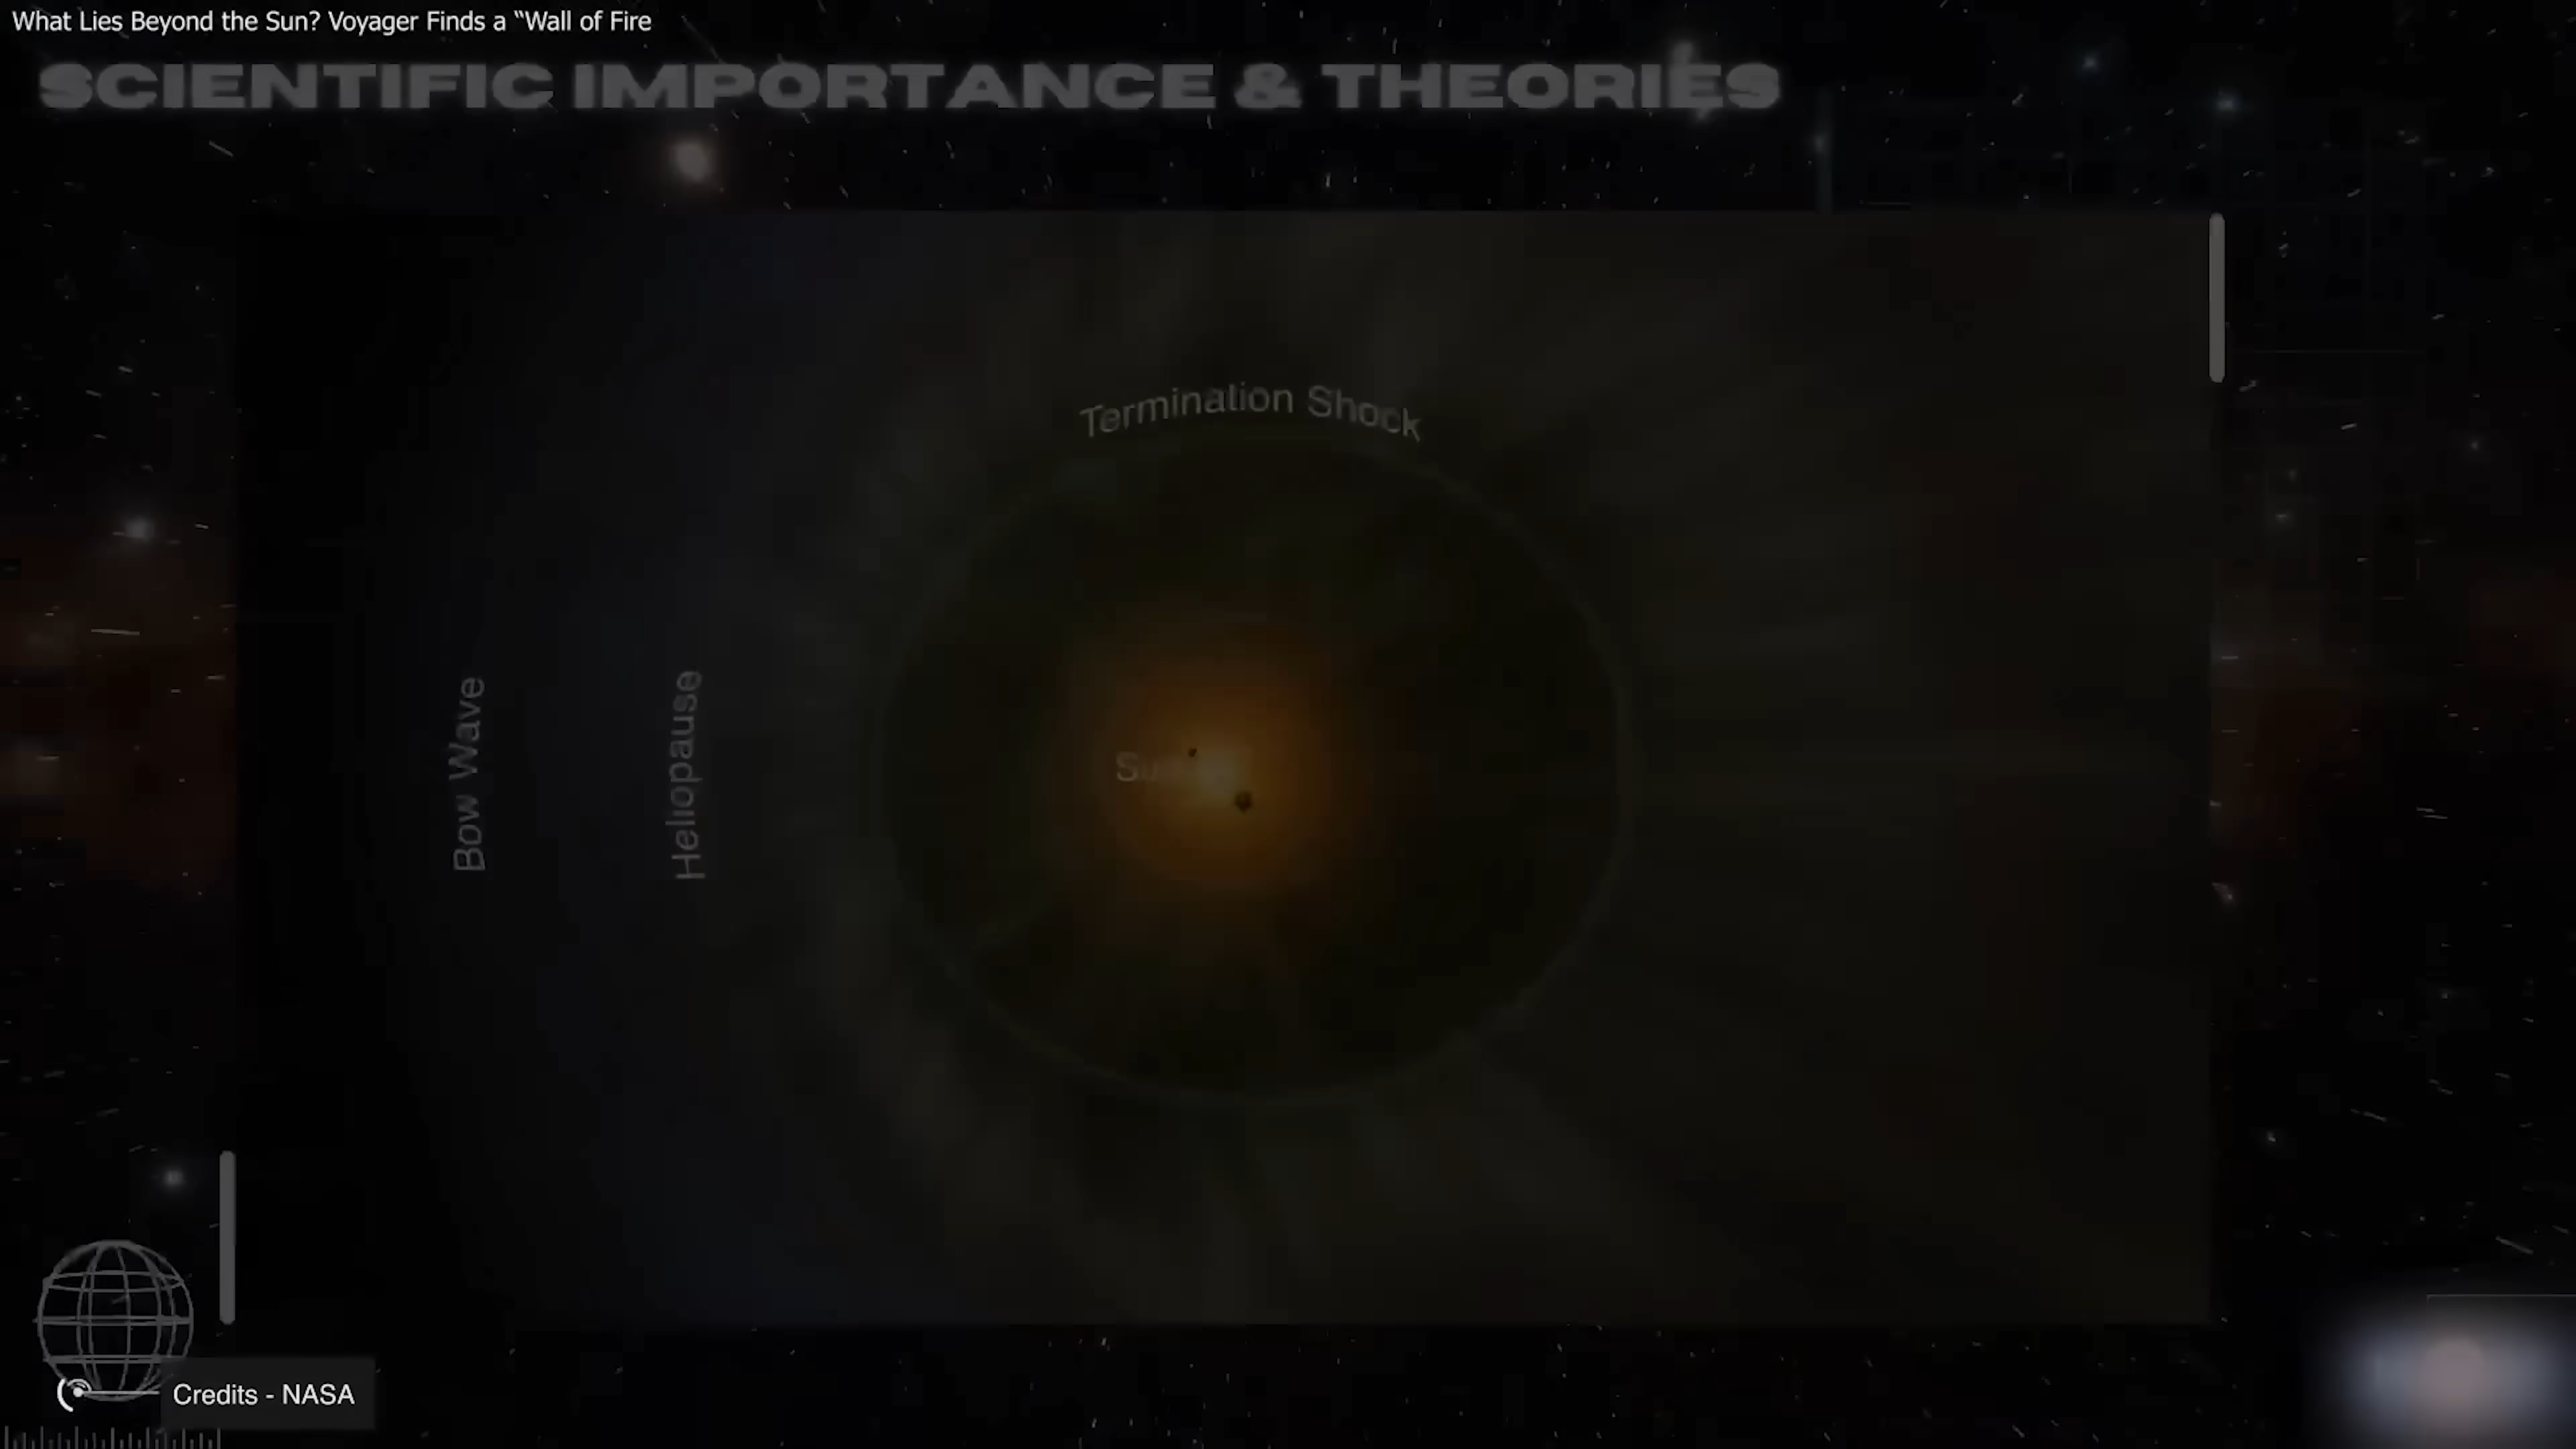 What Lies Beyond the Sun? Voyager Finds a “Wall of Fire
SCIENTIFIC IMPORTANCE & THEORIES
Termination Shock
Bow Wave
Heliopause
Credits - NASA